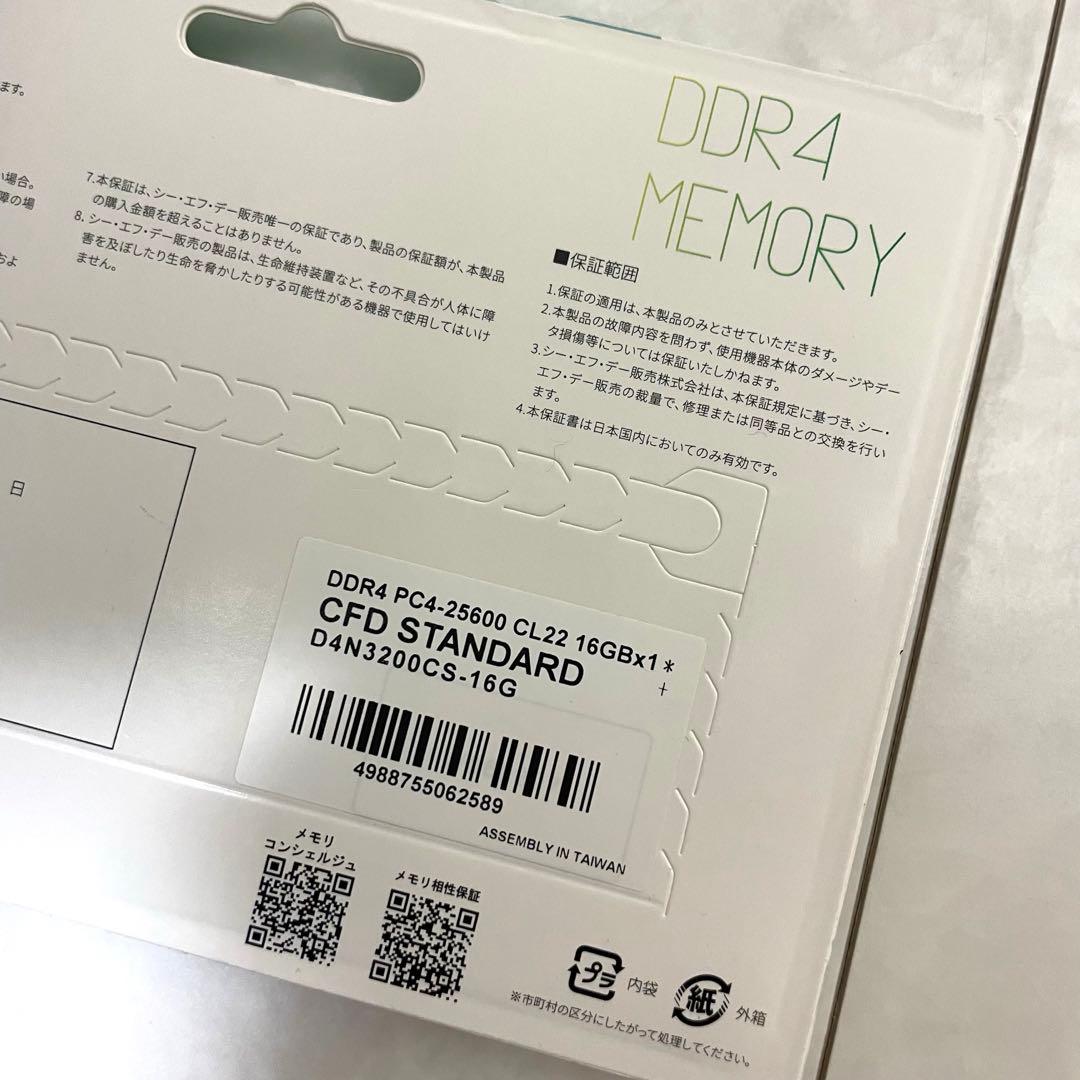 DDR4
MEMORY
ます。
場合。
障の場
およ
7.本保証は、シー・エフ・デー販売唯一の保証であり、製品の保証額が、本製品
の購入金額を超えることはありません。
8.シー・エフ・デー販売の製品は、生命維持装置など、その不具合が人体に障
害を及ぼしたり生命を脅かしたりする可能性がある機器で使用してはいけ
ません。
■保証範囲
1.保証の適用は、本製品のみとさせていただきます。
2.本製品の故障内容を問わず、使用機器本体のダメージやデー
タ損傷等については保証いたしかねます。
3.シー・エフ・デー販売株式会社は、本保証規定に基づき、シー・
エフ・デー販売の裁量で、修理または同等品との交換を行い
ます。
4.本保証書は日本国内においてのみ有効です。
日
DDR4 PC4-25600 CL22 16GBx1 *
CFD STANDARD +
D4N3200CS-16G
4988755062589
ASSEMBLY IN TAIWAN
メモリ
コンシェルジュ
メモリ相性保証
プラ 内袋
紙 外箱
※市町村の区分にしたがって処理してください。